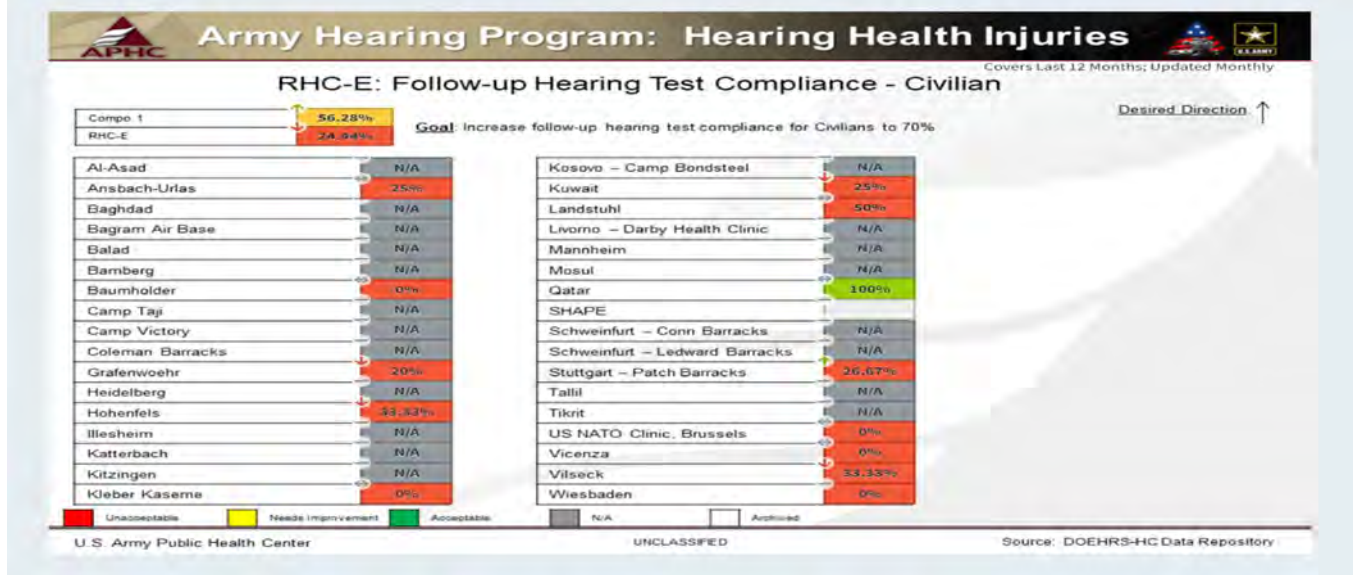 APHC
Army Hearing Program: Hearing Health Injuries
U.S. ARMY
Covers Last 12 Months; Updated Monthly
RHC-E: Follow-up Hearing Test Compliance - Civilian
Desired Direction ↑
Compo 1 56.28%
RHC-E
Goal: Increase follow-up hearing test compliance for Civilians to 70%
Al-Asad N/A
Ansbach-Urlas 25%
Baghdad N/A
Bagram Air Base N/A
Balad N/A
Bamberg N/A
Baumholder 0%
Camp Taji N/A
Camp Victory N/A
Coleman Barracks N/A
Grafenwoehr 20%
Heidelberg N/A
Hohenfels 33.33%
Illesheim N/A
Katterbach N/A
Kitzingen N/A
Kleber Kaserne 0%
Kosovo – Camp Bondsteel N/A
Kuwait 25%
Landstuhl 50%
Livorno – Darby Health Clinic N/A
Mannheim N/A
Mosul N/A
Qatar 100%
SHAPE
Schweinfurt – Conn Barracks N/A
Schweinfurt – Ledward Barracks N/A
Stuttgart – Patch Barracks 26.67%
Tallil N/A
Tikrit N/A
US NATO Clinic, Brussels 0%
Vicenza 0%
Vilseck 33.33%
Wiesbaden 0%
Unacceptable Needs Improvement Acceptable N/A Archived
U.S. Army Public Health Center UNCLASSIFIED Source: DOEHRS-HC Data Repository